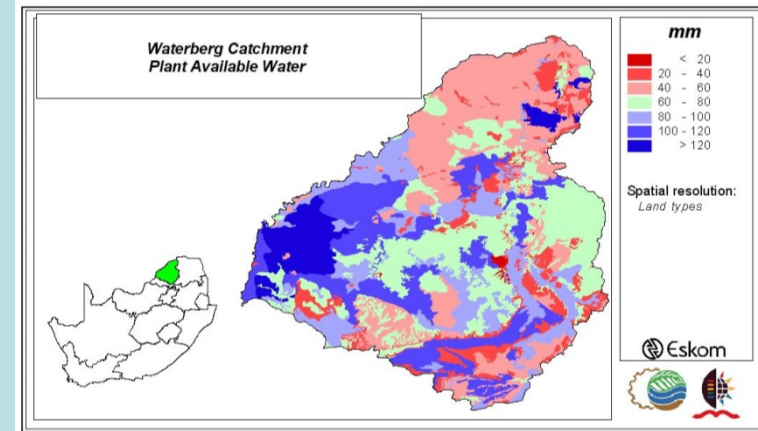 Waterberg Catchment
Plant Available Water
mm
< 20
20 - 40
40 - 60
60 - 80
80 - 100
100 - 120
> 120
Spatial resolution:
Land types
Eskom